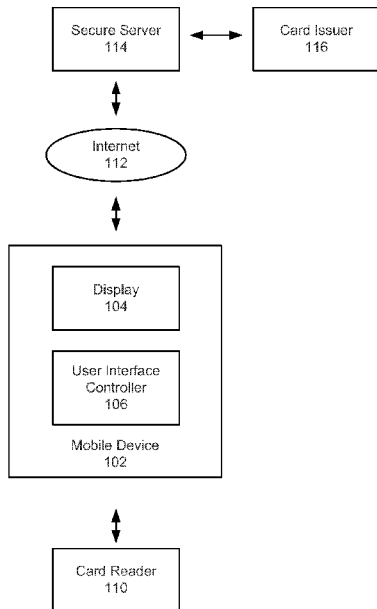 Secure Server
114
Card Issuer
116
Internet
112
Display
104
User Interface
Controller
106
Mobile Device
102
Card Reader
110